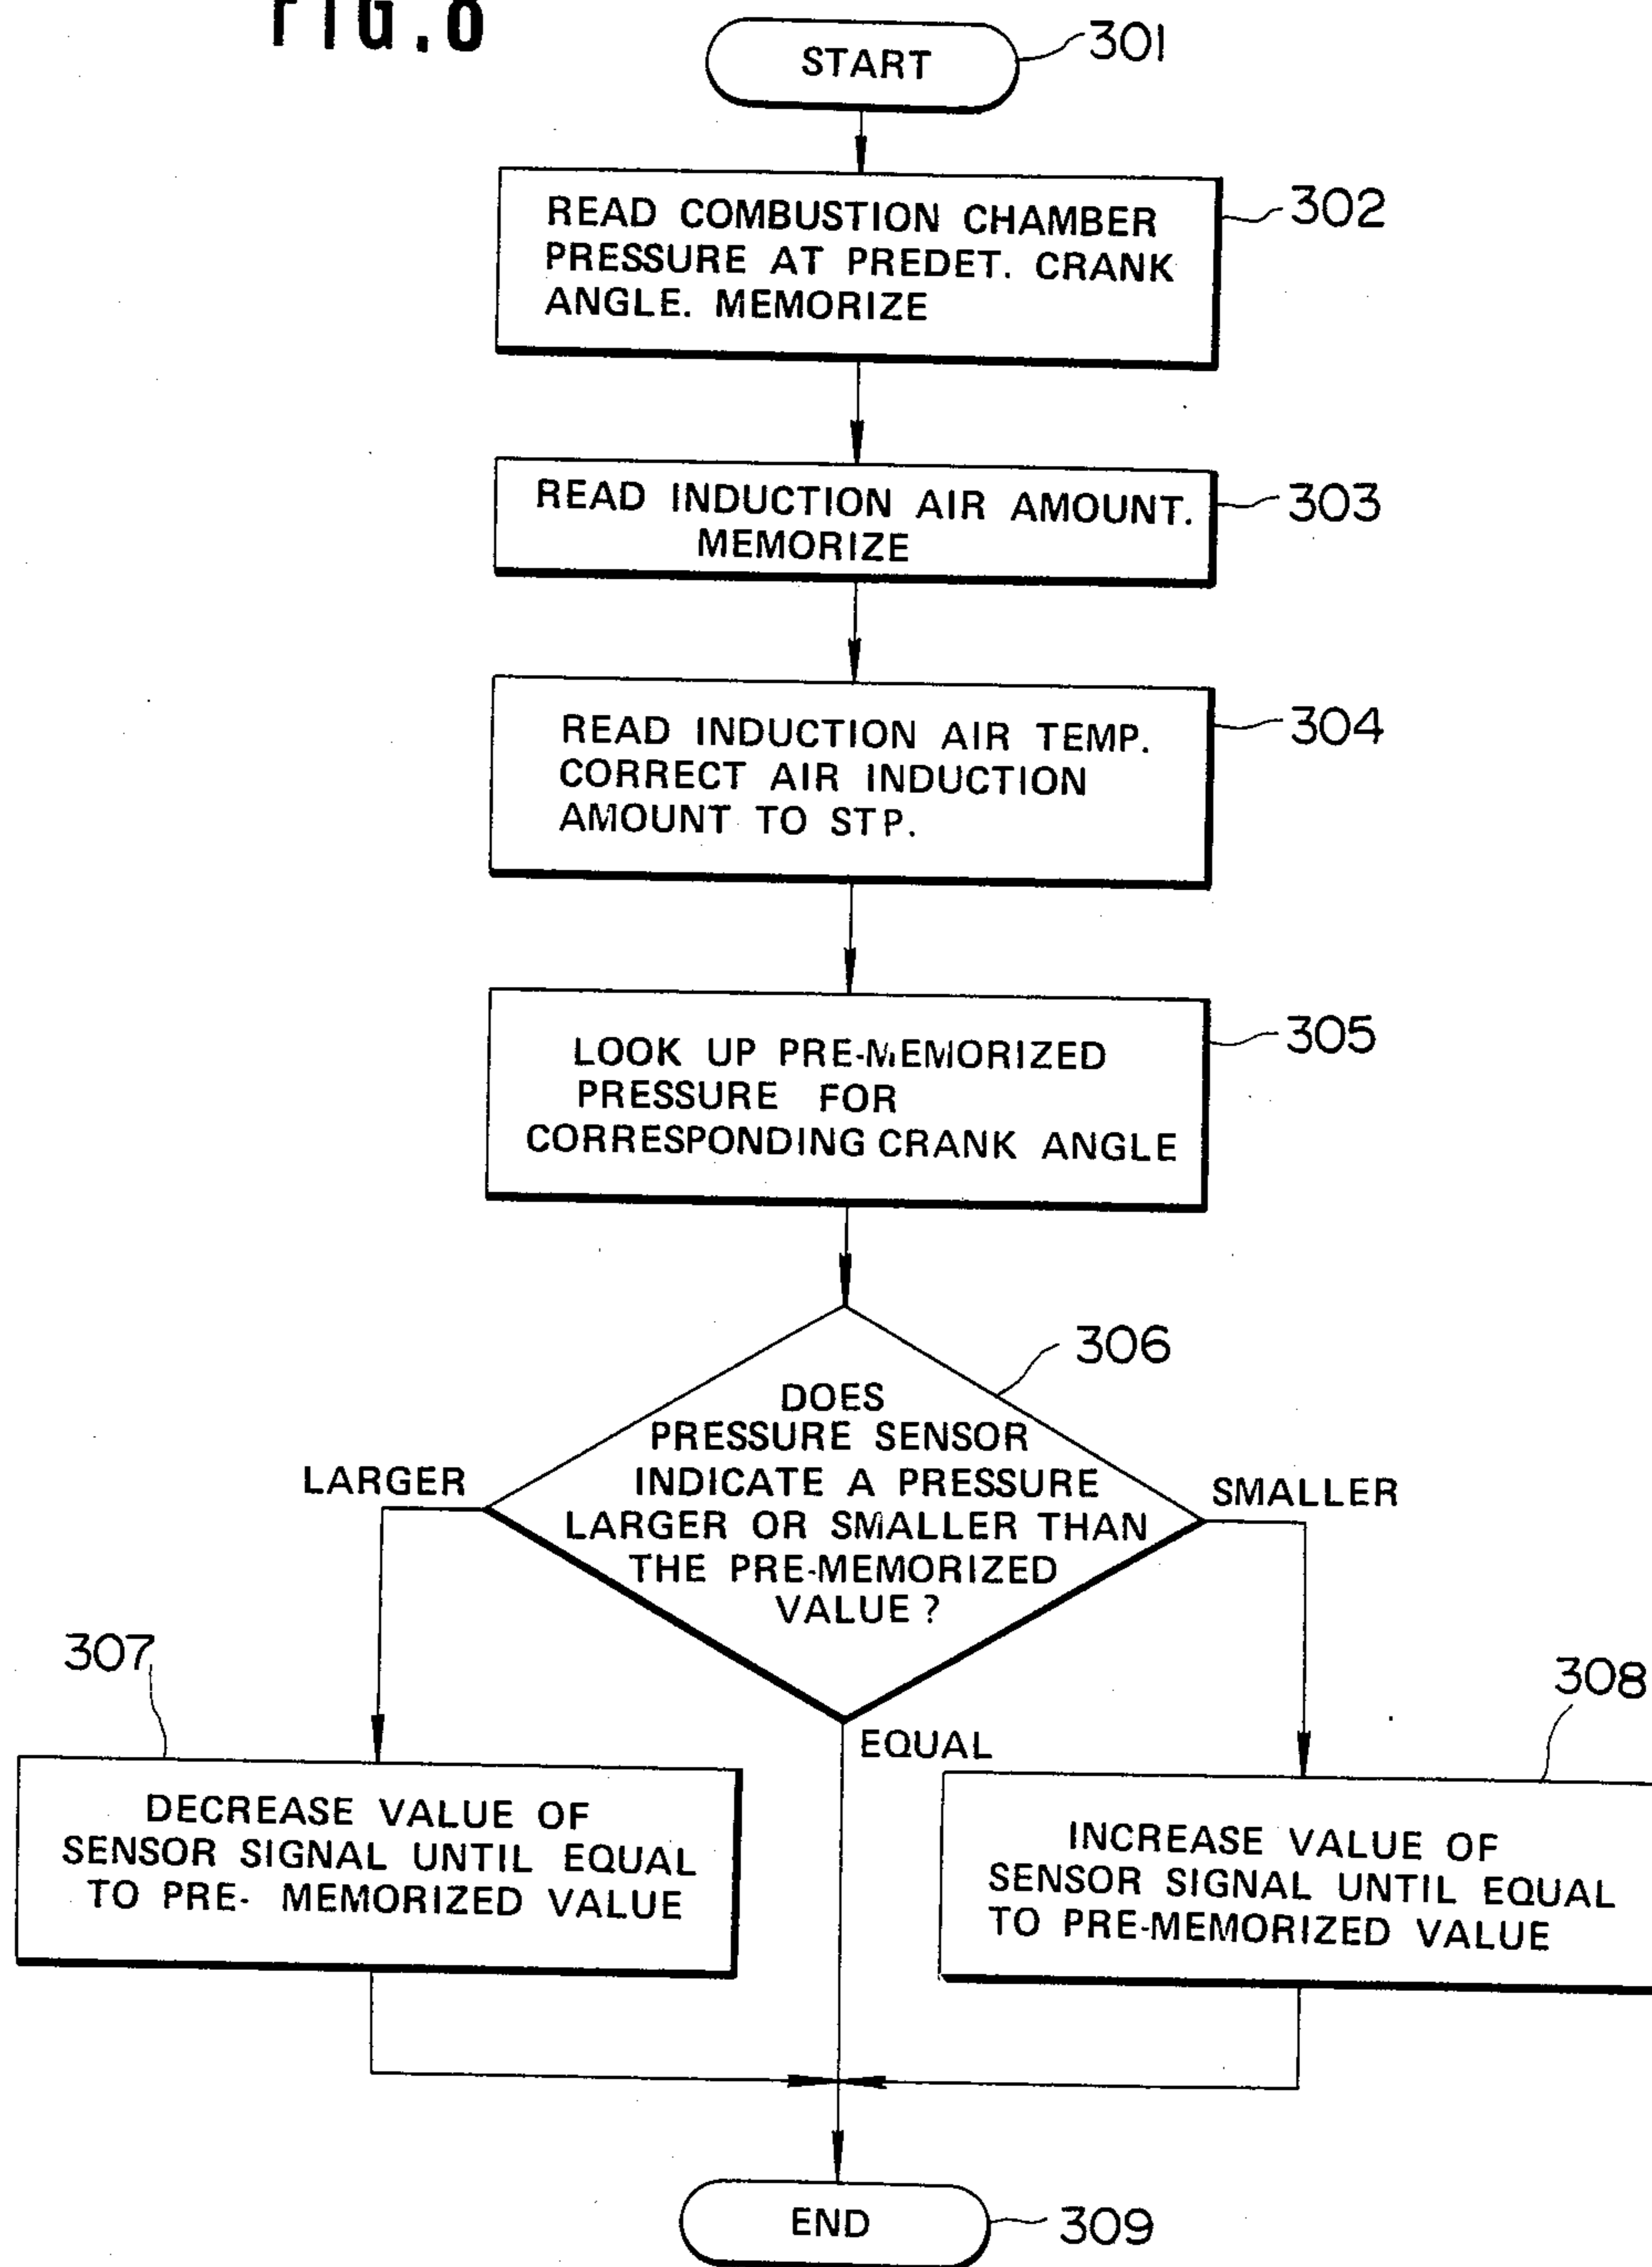 FIG.8
START
301
READ COMBUSTION CHAMBER
PRESSURE AT PREDET. CRANK
ANGLE. MEMORIZE
302
READ INDUCTION AIR AMOUNT.
MEMORIZE
303
READ INDUCTION AIR TEMP.
CORRECT AIR INDUCTION
AMOUNT TO STP.
304
LOOK UP PRE-MEMORIZED
PRESSURE FOR
CORRESPONDING CRANK ANGLE
305
306
DOES
PRESSURE SENSOR
INDICATE A PRESSURE
LARGER OR SMALLER THAN
THE PRE-MEMORIZED
VALUE ?
LARGER
SMALLER
EQUAL
307
DECREASE VALUE OF
SENSOR SIGNAL UNTIL EQUAL
TO PRE- MEMORIZED VALUE
308
INCREASE VALUE OF
SENSOR SIGNAL UNTIL EQUAL
TO PRE-MEMORIZED VALUE
END
309